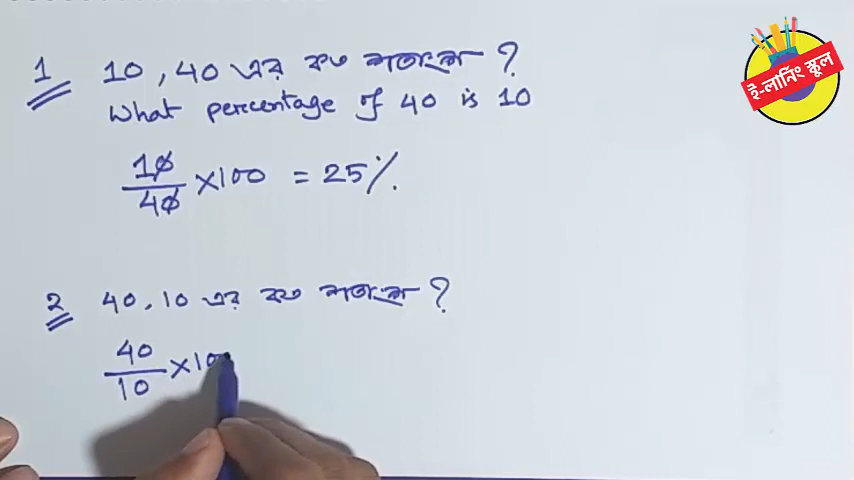 1 10, 40 এর কত শতাংশ ?
What percentage of 40 is 10
10/40 ×100 = 25%
2 40, 10 এর কত শতাংশ ?
40/10 ×100
ই-লার্নিং স্কুল